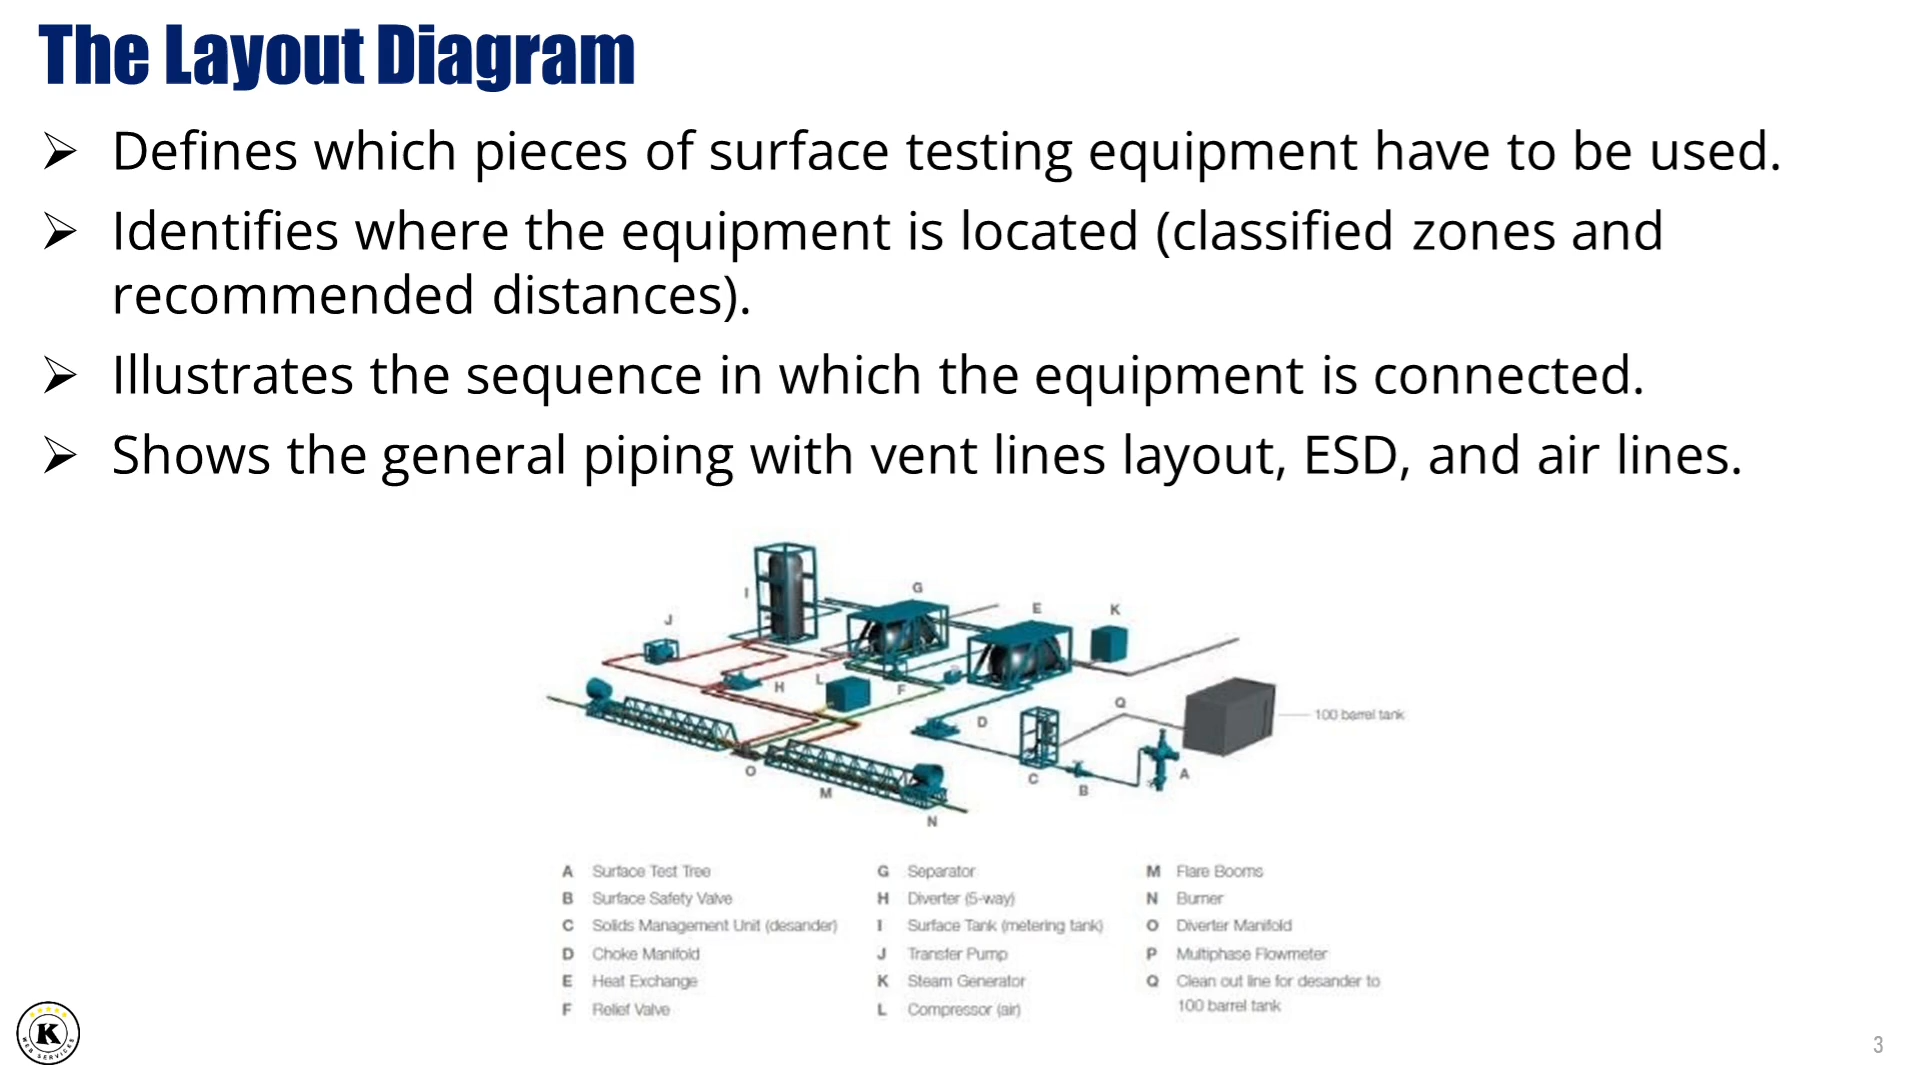 The Layout Diagram
Defines which pieces of surface testing equipment have to be used.
Identifies where the equipment is located (classified zones and
recommended distances).
Illustrates the sequence in which the equipment is connected.
Shows the general piping with vent lines layout, ESD, and air lines.
I
G
E
K
J
H
L
F
D
Q
100 barrel tank
O
C
A
B
M
N
A Surface Test Tree
B Surface Safety Valve
C Solids Management Unit (desander)
D Choke Manifold
E Heat Exchange
F Relief Valve
G Separator
H Diverter (5-way)
I Surface Tank (metering tank)
J Transfer Pump
K Steam Generator
L Compressor (air)
M Flare Booms
N Burner
O Diverter Manifold
P Multiphase Flowmeter
Q Clean out line for desander to
100 barrel tank
K
WEB SERVICES
3